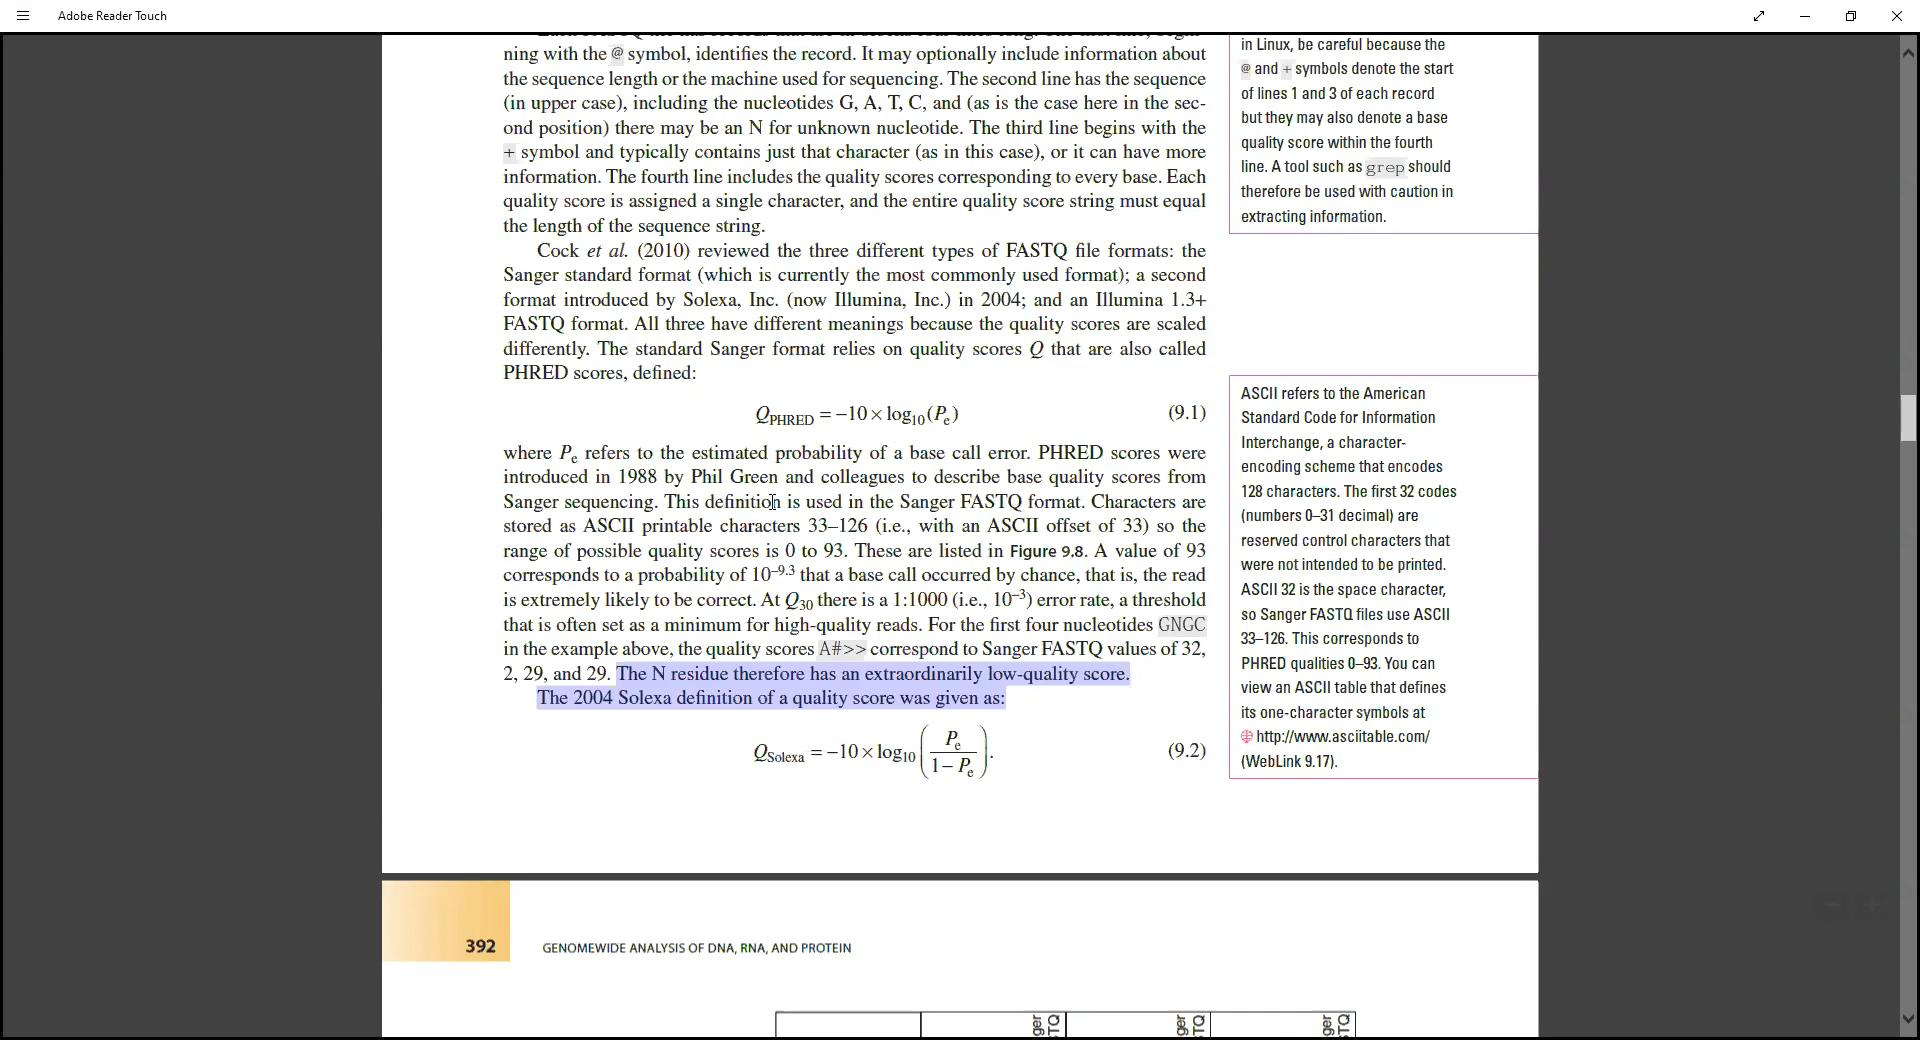 Adobe Reader Touch
ning with the @ symbol, identifies the record. It may optionally include information about
the sequence length or the machine used for sequencing. The second line has the sequence
(in upper case), including the nucleotides G, A, T, C, and (as is the case here in the sec-
ond position) there may be an N for unknown nucleotide. The third line begins with the
+ symbol and typically contains just that character (as in this case), or it can have more
information. The fourth line includes the quality scores corresponding to every base. Each
quality score is assigned a single character, and the entire quality score string must equal
the length of the sequence string.
Cock et al. (2010) reviewed the three different types of FASTQ file formats: the
Sanger standard format (which is currently the most commonly used format); a second
format introduced by Solexa, Inc. (now Illumina, Inc.) in 2004; and an Illumina 1.3+
FASTQ format. All three have different meanings because the quality scores are scaled
differently. The standard Sanger format relies on quality scores Q that are also called
PHRED scores, defined:
Q_PHRED = −10 × log₁₀(Pₑ) (9.1)
where Pₑ refers to the estimated probability of a base call error. PHRED scores were
introduced in 1988 by Phil Green and colleagues to describe base quality scores from
Sanger sequencing. This definition is used in the Sanger FASTQ format. Characters are
stored as ASCII printable characters 33–126 (i.e., with an ASCII offset of 33) so the
range of possible quality scores is 0 to 93. These are listed in Figure 9.8. A value of 93
corresponds to a probability of 10⁻⁹·³ that a base call occurred by chance, that is, the read
is extremely likely to be correct. At Q₃₀ there is a 1:1000 (i.e., 10⁻³) error rate, a threshold
that is often set as a minimum for high-quality reads. For the first four nucleotides GNGC
in the example above, the quality scores A#>> correspond to Sanger FASTQ values of 32,
2, 29, and 29. The N residue therefore has an extraordinarily low-quality score.
The 2004 Solexa definition of a quality score was given as:
Q_Solexa = −10 × log₁₀ (Pₑ / 1 − Pₑ). (9.2)
in Linux, be careful because the
@ and + symbols denote the start
of lines 1 and 3 of each record
but they may also denote a base
quality score within the fourth
line. A tool such as grep should
therefore be used with caution in
extracting information.
ASCII refers to the American
Standard Code for Information
Interchange, a character-
encoding scheme that encodes
128 characters. The first 32 codes
(numbers 0–31 decimal) are
reserved control characters that
were not intended to be printed.
ASCII 32 is the space character,
so Sanger FASTQ files use ASCII
33–126. This corresponds to
PHRED qualities 0–93. You can
view an ASCII table that defines
its one-character symbols at
http://www.asciitable.com/
(WebLink 9.17).
392 GENOMEWIDE ANALYSIS OF DNA, RNA, AND PROTEIN